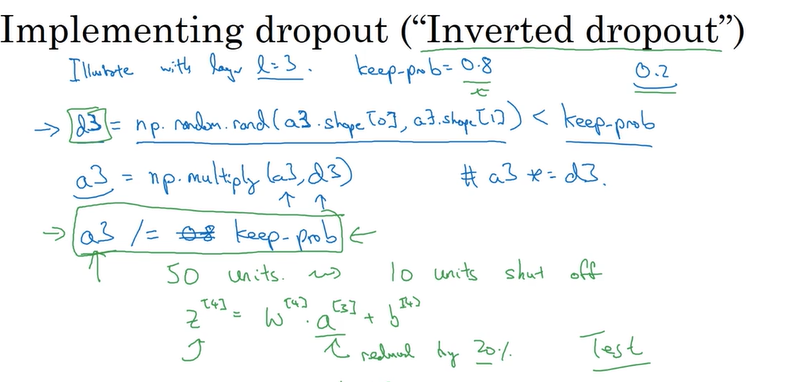 Implementing dropout (“Inverted dropout”)
Illustrate with layer l=3. keep-prob = 0.8 0.2
→ d3 = np.random.rand(a3.shape[0], a3.shape[1]) < keep-prob
a3 = np.multiply(a3, d3) # a3 *= d3.
→ a3 /= 0.8 keep-prob ←
50 units. ⇝ 10 units shut off
z^[4] = W^[4] · a^[3] + b^[4]
reduced by 20%. Test